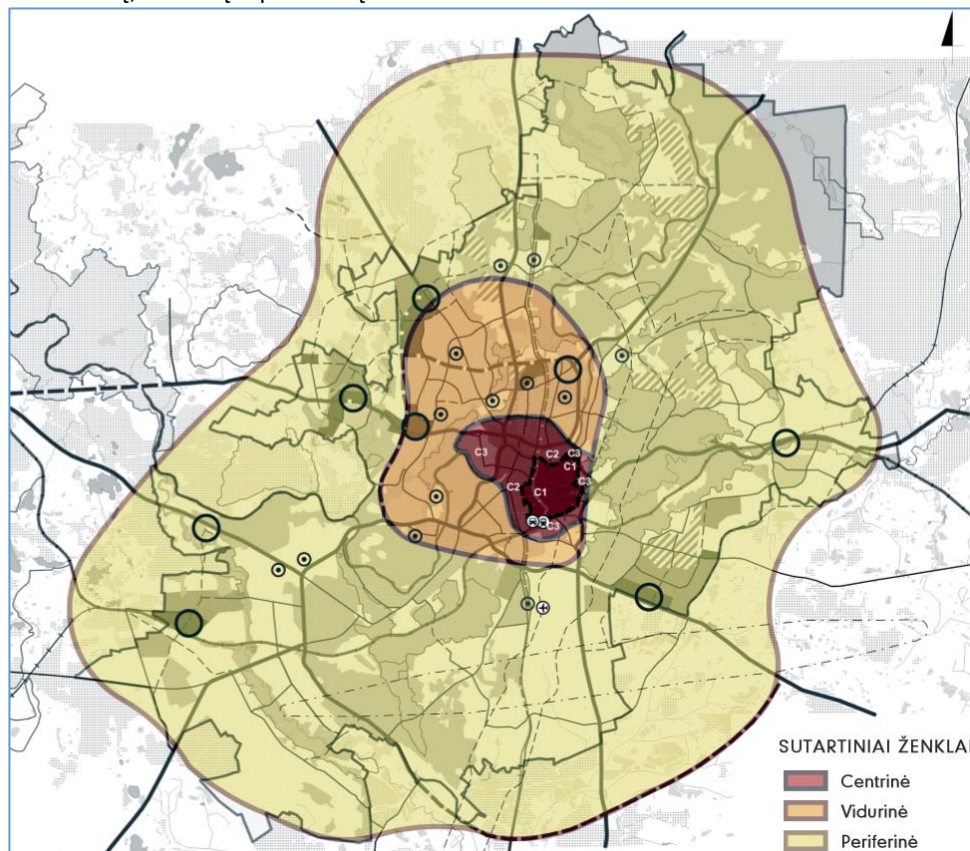 C3
C2
C3
C1
C2
C1
C3
C3
SUTARTINIAI ŽENKLAI
Centrinė
Vidurinė
Periferinė